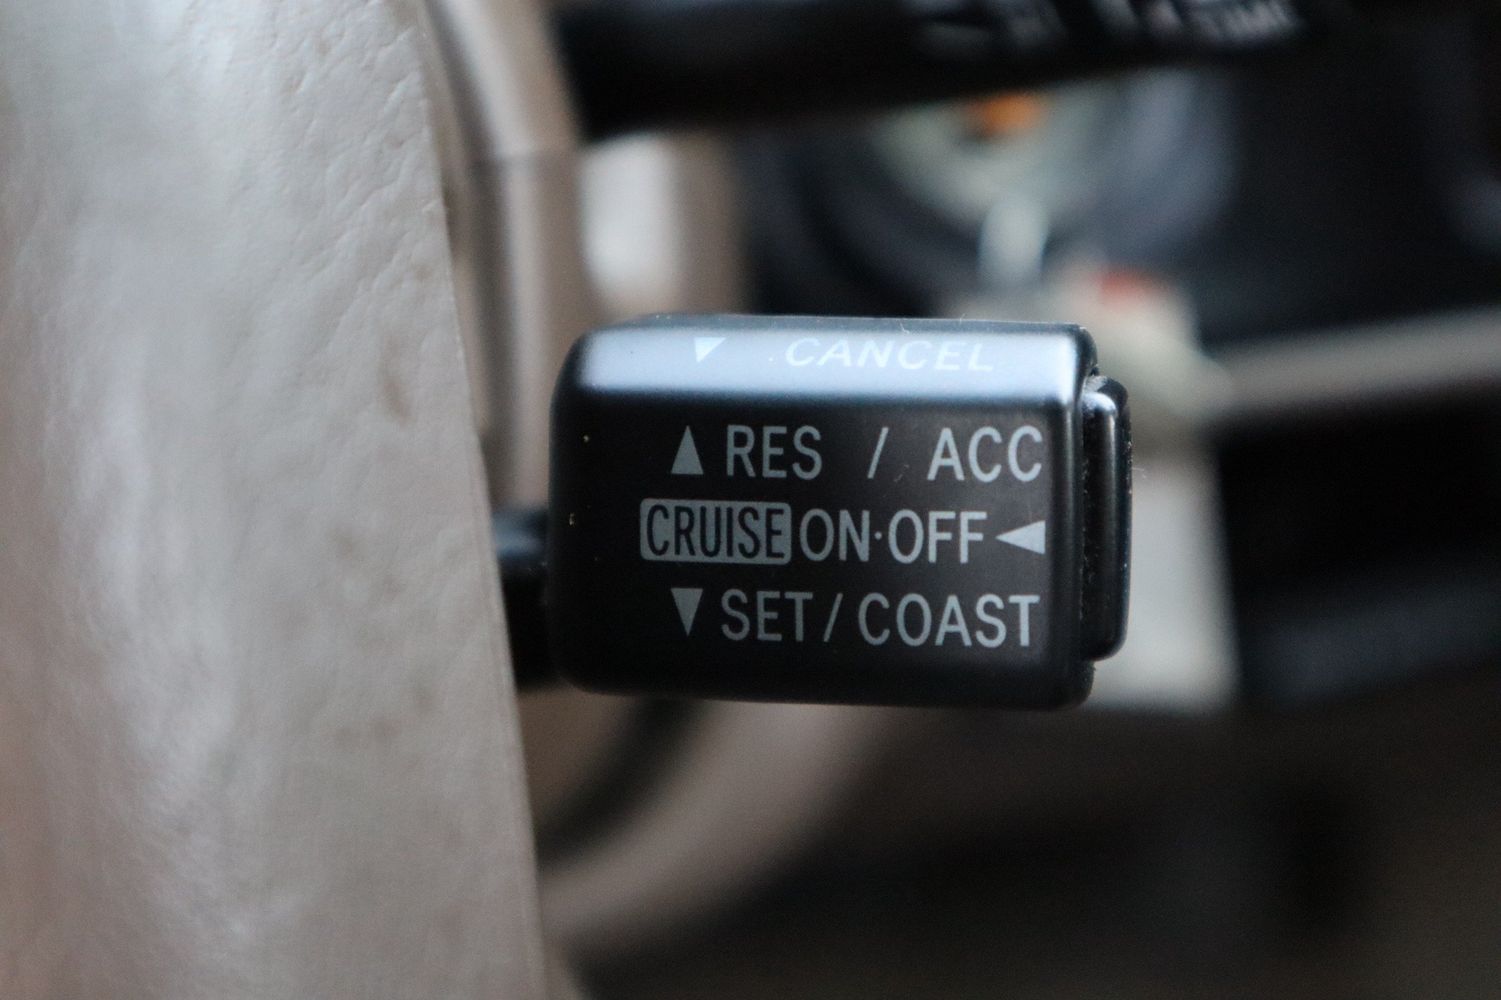 ▼ CANCEL
▲ RES / ACC
CRUISE ON·OFF ◀
▼ SET / COAST